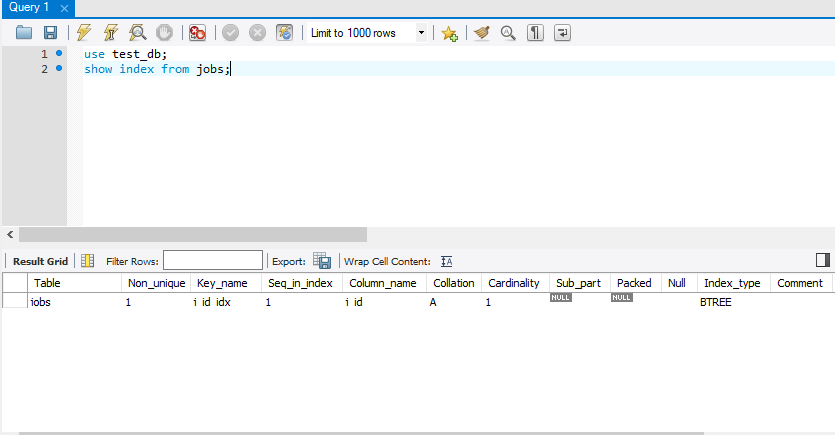 Query 1
Limit to 1000 rows
1 use test_db;
2 show index from jobs;
Result Grid Filter Rows: Export: Wrap Cell Content:
Table Non_unique Key_name Seq_in_index Column_name Collation Cardinality Sub_part Packed Null Index_type Comment
jobs 1 i_id_idx 1 i_id A 1 NULL NULL BTREE